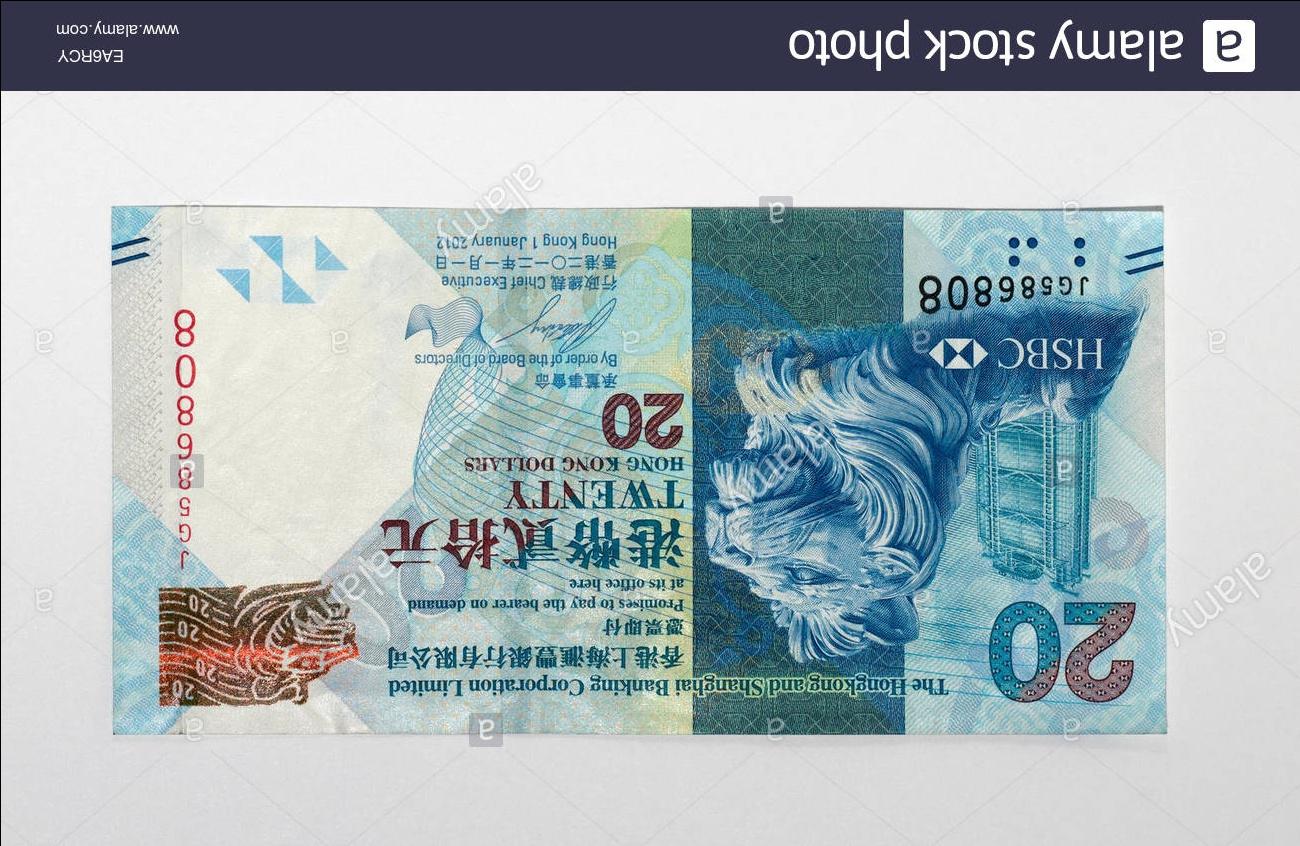 The Hongkong and Shanghai Banking Corporation Limited
香港上海滙豐銀行有限公司
憑票即付
Promises to pay the bearer on demand
at its office here
港幣貳拾元
TWENTY
HONG KONG DOLLARS
20
承董事會命
By order of the Board of Directors
行政總裁 Chief Executive
香港二〇一二年一月一日
Hong Kong 1 January 2012
20
HSBC
JG586808
JG586808
20
20
20
20
a alamy stock photo
EA6RCY
www.alamy.com
alamy
alamy
alamy
alamy
alamy
a
a
a
a